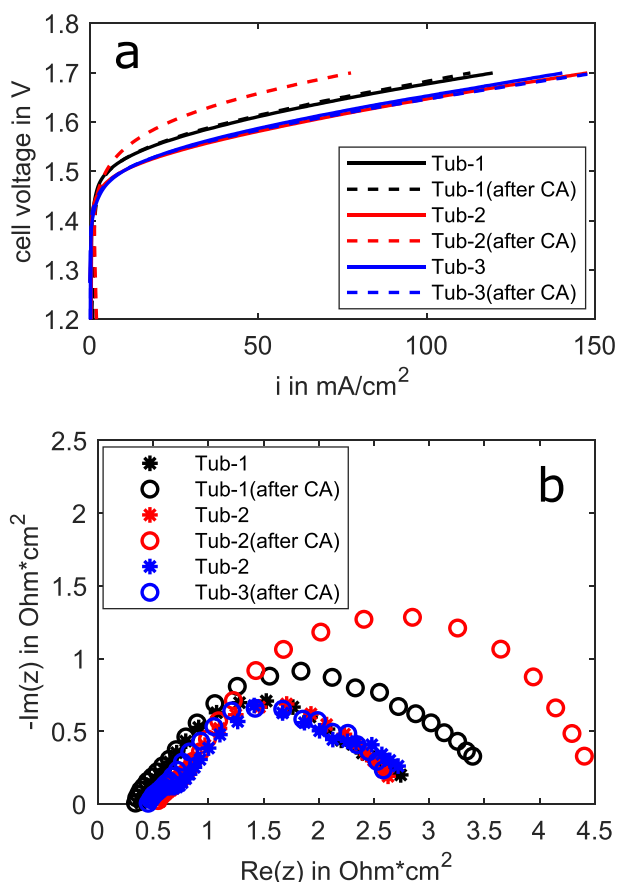 a
1.8
1.7
1.6
1.5
1.4
1.3
1.2
cell voltage in V
Tub-1
Tub-1(after CA)
Tub-2
Tub-2(after CA)
Tub-3
Tub-3(after CA)
0 50 100 150
i in mA/cm²
b
2.5
2
1.5
1
0.5
0
-Im(z) in Ohm*cm²
Tub-1
Tub-1(after CA)
Tub-2
Tub-2(after CA)
Tub-2
Tub-3(after CA)
0 0.5 1 1.5 2 2.5 3 3.5 4 4.5
Re(z) in Ohm*cm²